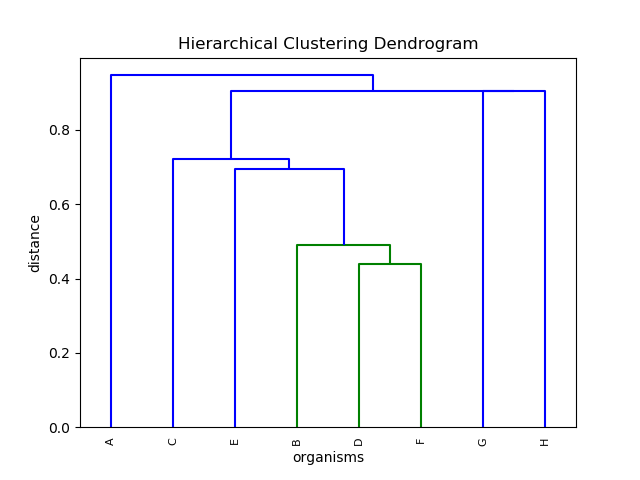 Hierarchical Clustering Dendrogram
distance
0.8
0.6
0.4
0.2
0.0
A C E B D F G H
organisms